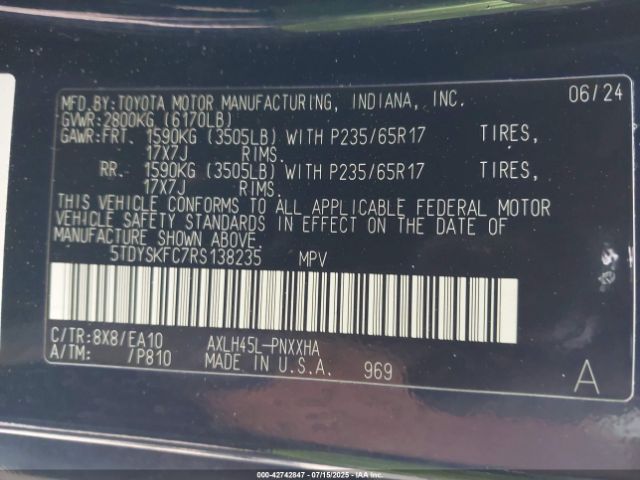 MFD.BY:TOYOTA MOTOR MANUFACTURING, INDIANA, INC. 06/24
GVWR:2800KG (6170LB)
GAWR:FRT. 1590KG (3505LB) WITH P235/65R17 TIRES,
17X7J RIMS.
RR. 1590KG (3505LB) WITH P235/65R17 TIRES,
17X7J RIMS.
THIS VEHICLE CONFORMS TO ALL APPLICABLE FEDERAL MOTOR
VEHICLE SAFETY STANDARDS IN EFFECT ON THE DATE OF
MANUFACTURE SHOWN ABOVE.
5TDYSKFC7RS138235 MPV
C/TR:8X8/EA10 AXLH45L-PNXXHA
A/TM: /P810 MADE IN U.S.A. 969 A
000-42742847 - 07/15/2025 - IAAI.COM